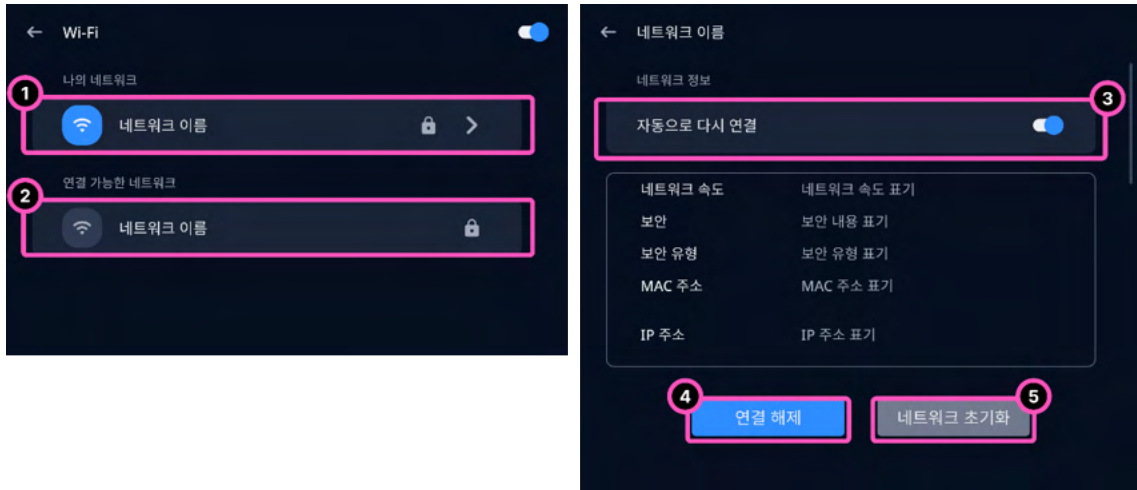 Wi-Fi
나의 네트워크
1
네트워크 이름
연결 가능한 네트워크
2
네트워크 이름
네트워크 이름
네트워크 정보
3
자동으로 다시 연결
네트워크 속도 네트워크 속도 표기
보안 보안 내용 표기
보안 유형 보안 유형 표기
MAC 주소 MAC 주소 표기
IP 주소 IP 주소 표기
4
연결 해제
5
네트워크 초기화